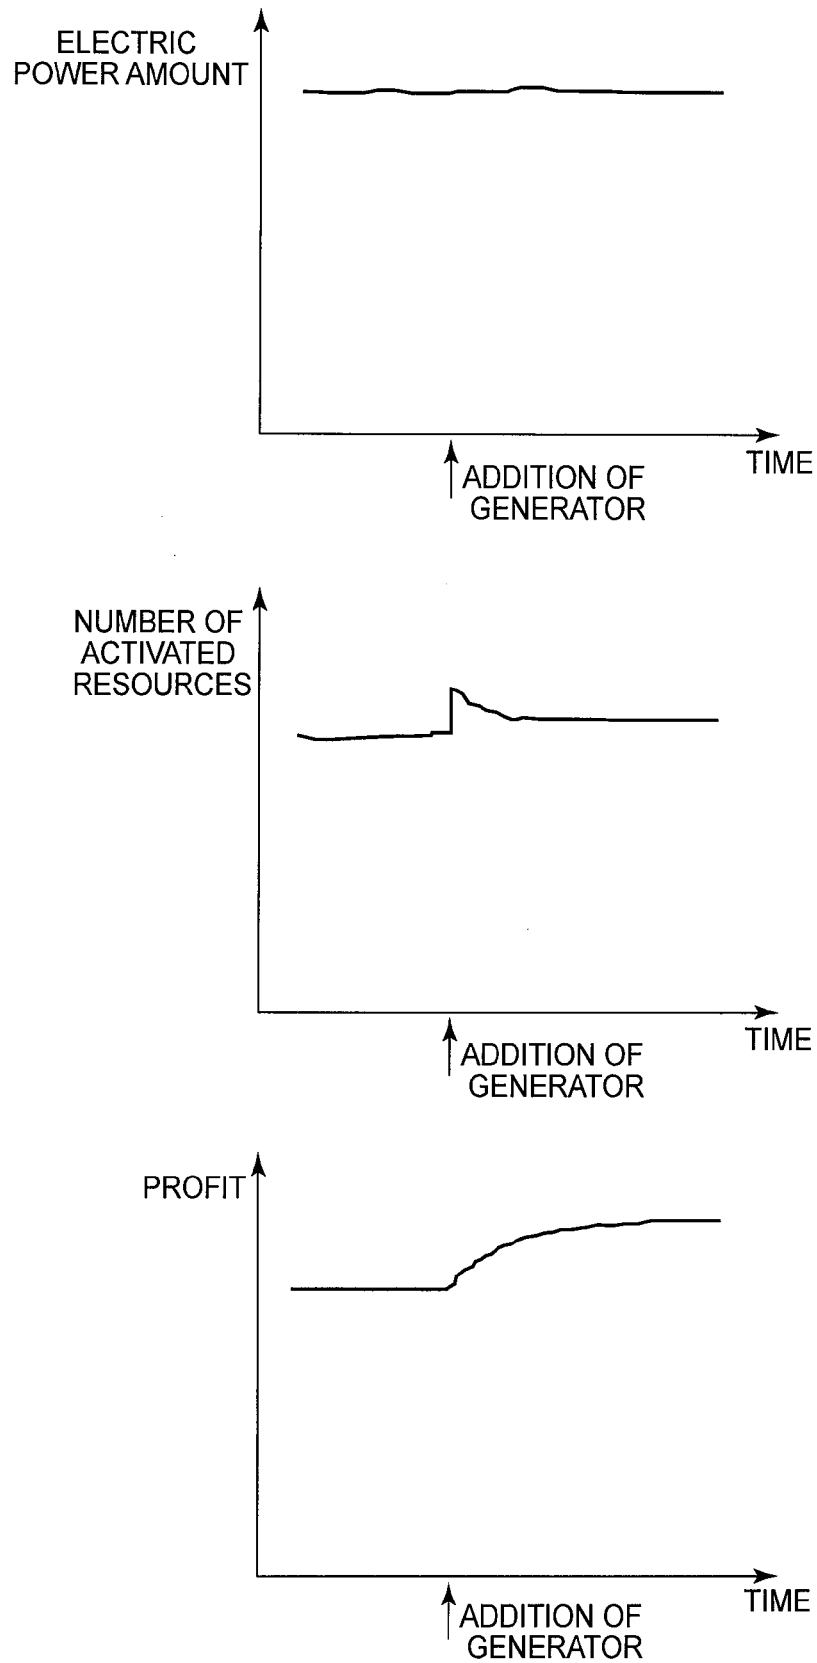 ELECTRIC
POWER AMOUNT
TIME
ADDITION OF
GENERATOR
NUMBER OF
ACTIVATED
RESOURCES
TIME
ADDITION OF
GENERATOR
PROFIT
TIME
ADDITION OF
GENERATOR